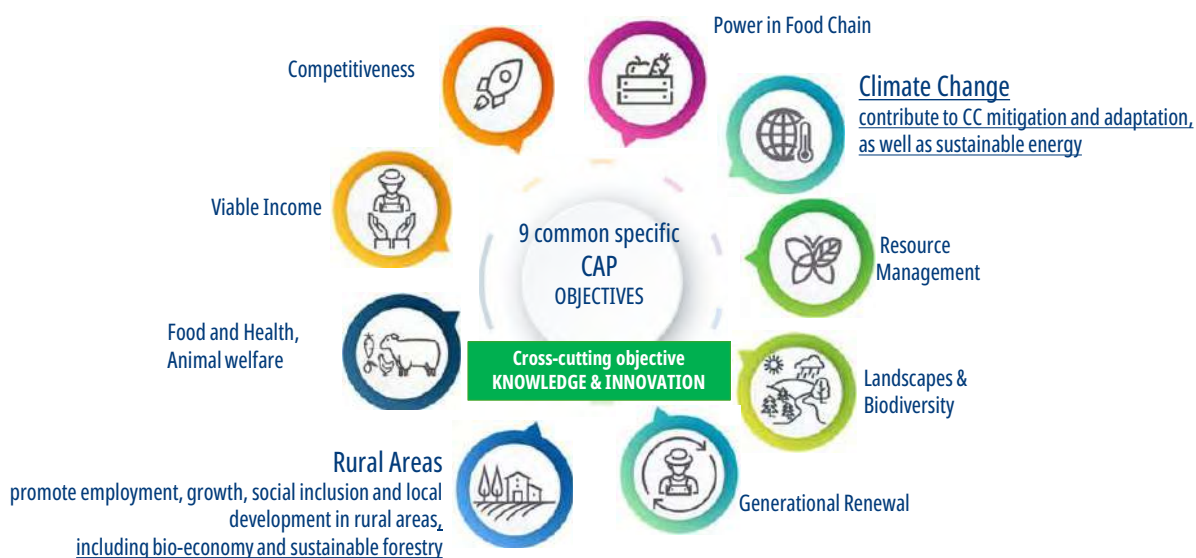 Power in Food Chain
Competitiveness
Climate Change
contribute to CC mitigation and adaptation,
as well as sustainable energy
Viable Income
9 common specific
CAP
OBJECTIVES
Resource
Management
Food and Health,
Animal welfare
Cross-cutting objective
KNOWLEDGE & INNOVATION
Landscapes &
Biodiversity
Rural Areas
promote employment, growth, social inclusion and local
development in rural areas,
including bio-economy and sustainable forestry
Generational Renewal